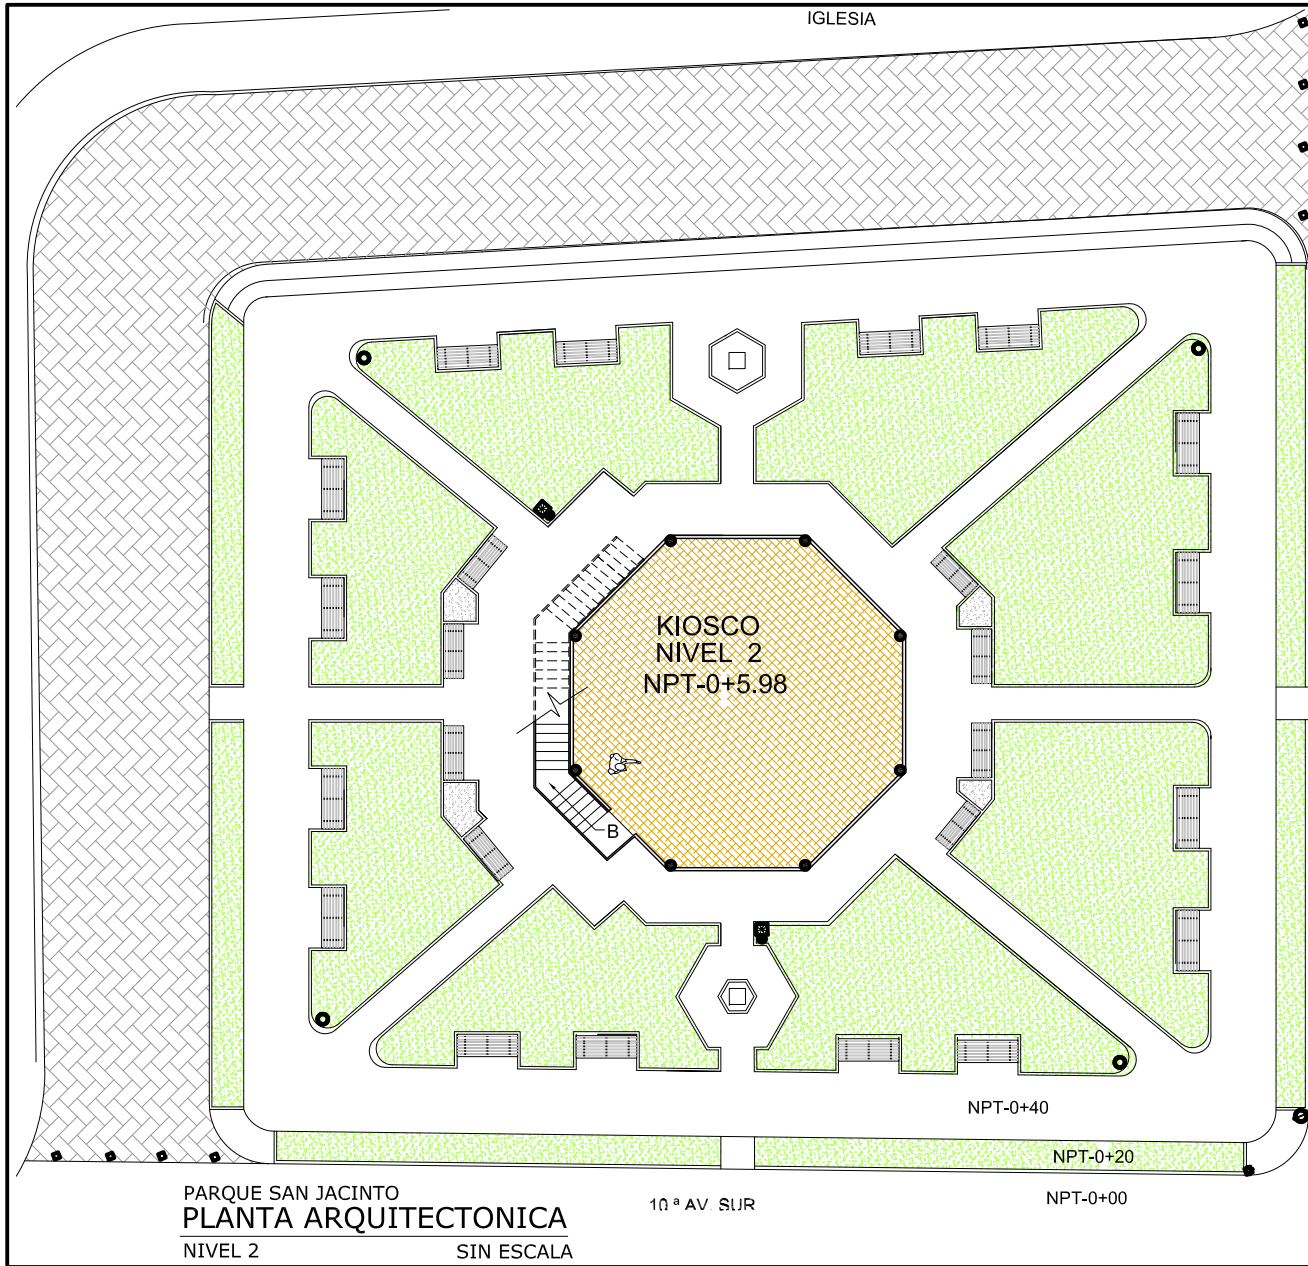 IGLESIA
KIOSCO
NIVEL 2
NPT-0+5.98
B
NPT-0+40
NPT-0+20
NPT-0+00
10 ª AV. SUR
PARQUE SAN JACINTO
PLANTA ARQUITECTONICA
NIVEL 2 SIN ESCALA